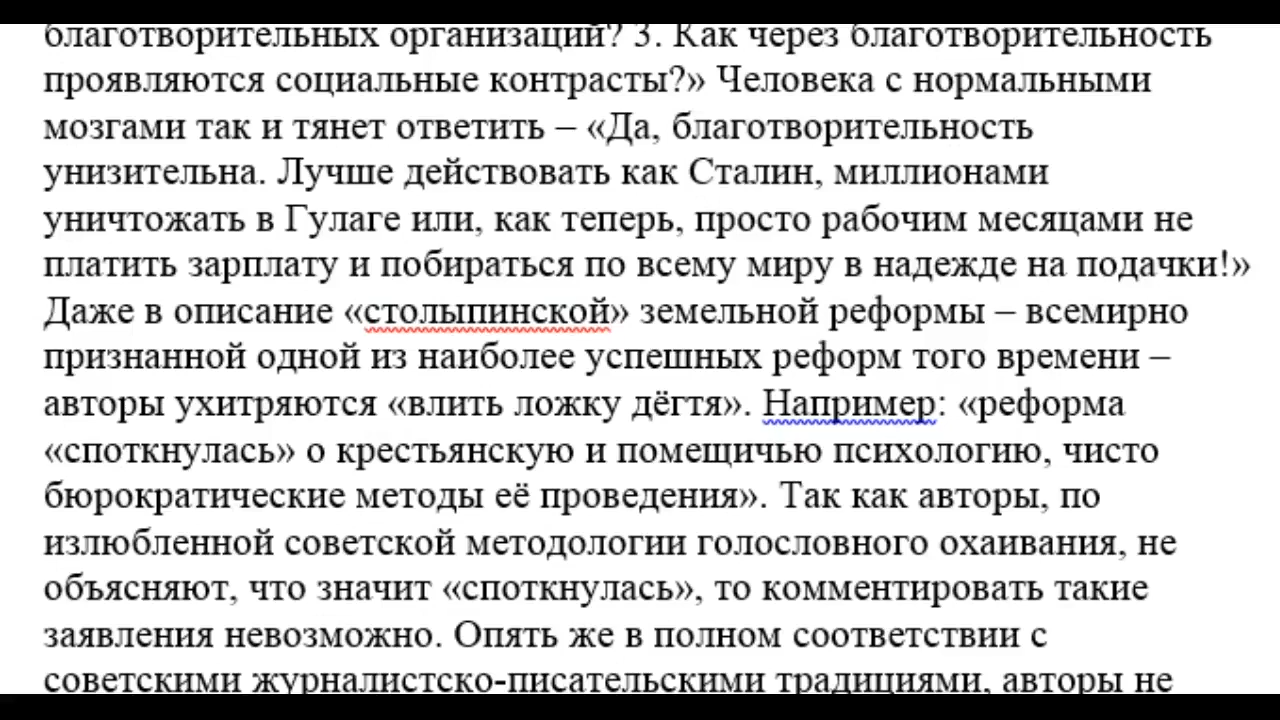 благотворительных организаций? 3. Как через благотворительность
проявляются социальные контрасты?» Человека с нормальными
мозгами так и тянет ответить – «Да, благотворительность
унизительна. Лучше действовать как Сталин, миллионами
уничтожать в Гулаге или, как теперь, просто рабочим месяцами не
платить зарплату и побираться по всему миру в надежде на подачки!»
Даже в описание «столыпинской» земельной реформы – всемирно
признанной одной из наиболее успешных реформ того времени –
авторы ухитряются «влить ложку дёгтя». Например: «реформа
«споткнулась» о крестьянскую и помещичью психологию, чисто
бюрократические методы её проведения». Так как авторы, по
излюбленной советской методологии голословного охаивания, не
объясняют, что значит «споткнулась», то комментировать такие
заявления невозможно. Опять же в полном соответствии с
советскими журналистско-писательскими традициями, авторы не